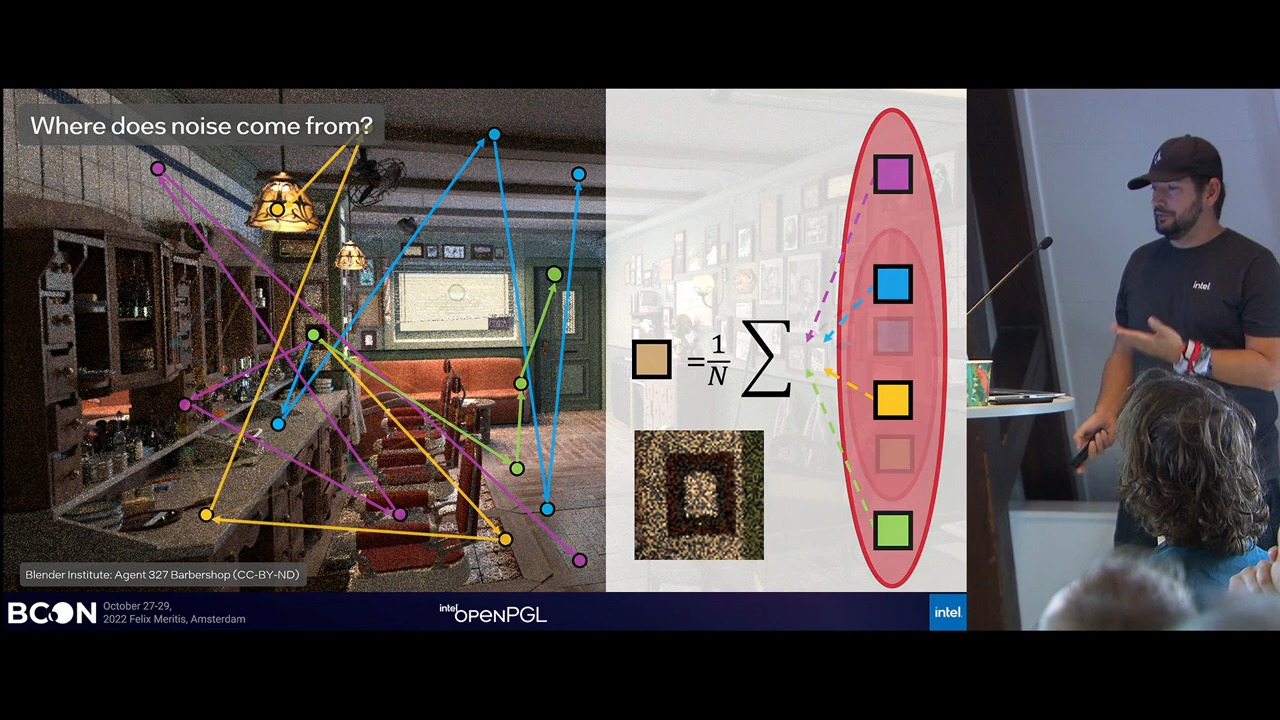 Where does noise come from?
= 1/N ∑
Blender Institute: Agent 327 Barbershop (CC-BY-ND)
BCON
October 27-29,
2022 Felix Meritis, Amsterdam
intel OPENPGL
intel.
intel